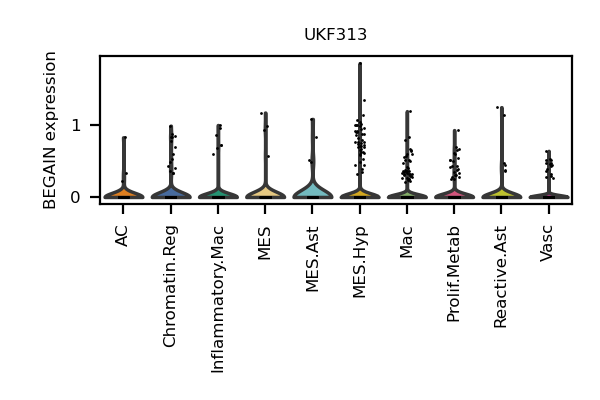 UKF313
BEGAIN expression
1
0
AC
Chromatin.Reg
Inflammatory.Mac
MES
MES.Ast
MES.Hyp
Mac
Prolif.Metab
Reactive.Ast
Vasc